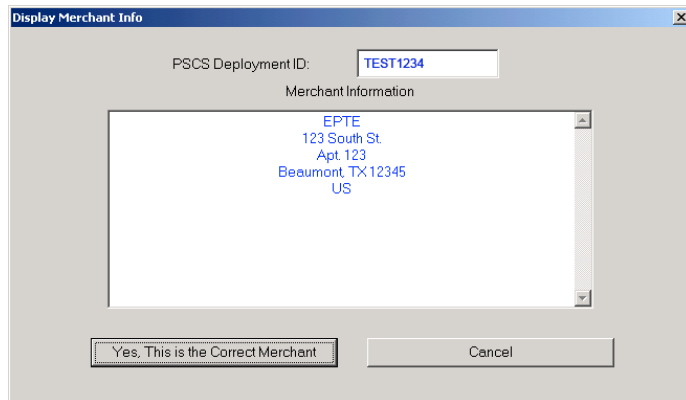 Display Merchant Info
PSCS Deployment ID: TEST1234
Merchant Information
EPTE
123 South St.
Apt. 123
Beaumont, TX 12345
US
Yes, This is the Correct Merchant Cancel